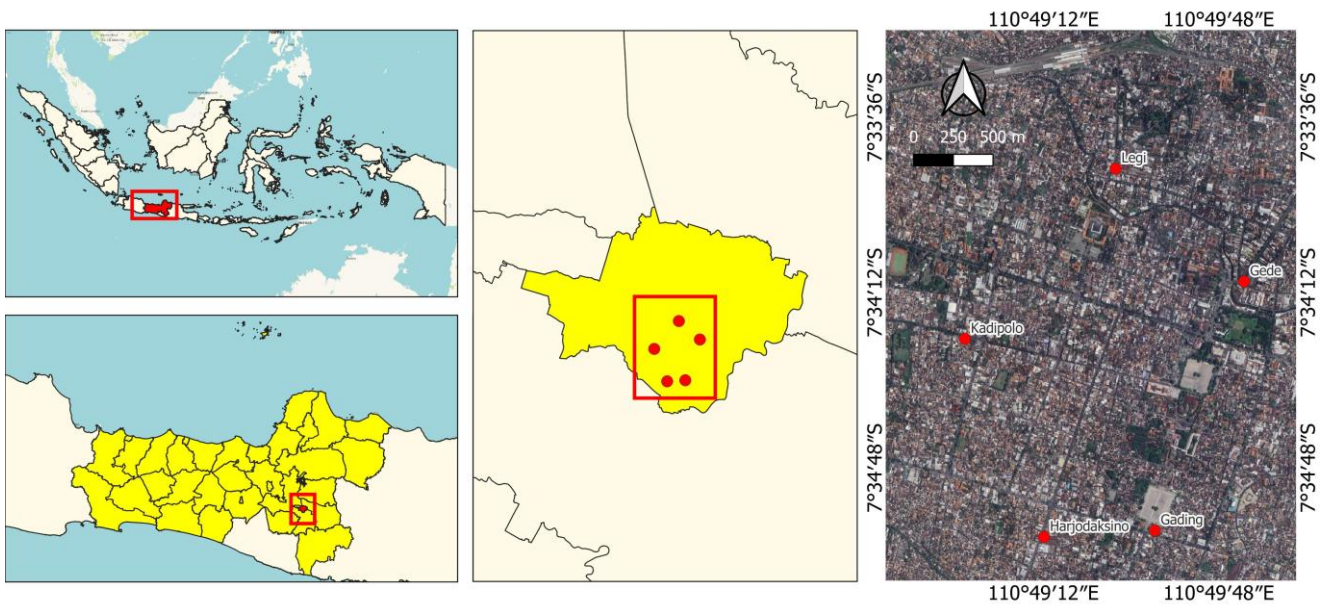 110°49′12″E 110°49′48″E
7°33′36″S 7°33′36″S
0 250 500 m
Legi
7°34′12″S 7°34′12″S
Gede
Kadipolo
7°34′48″S 7°34′48″S
Harjodaksino
Gading
110°49′12″E 110°49′48″E